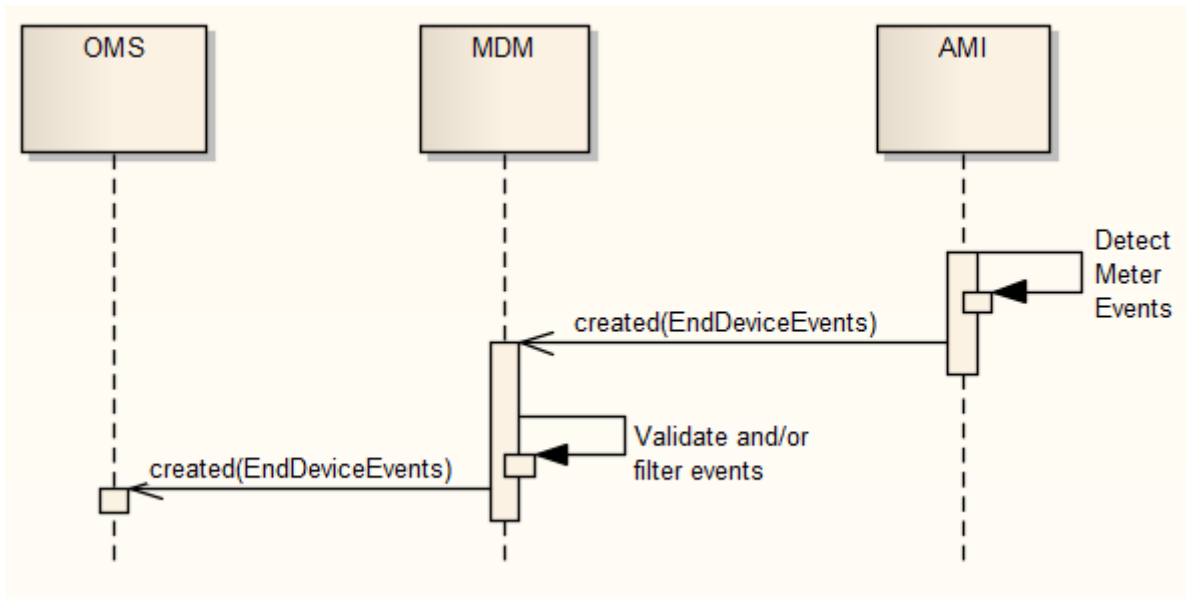 OMS
MDM
AMI
Detect
Meter
Events
created(EndDeviceEvents)
Validate and/or
filter events
created(EndDeviceEvents)